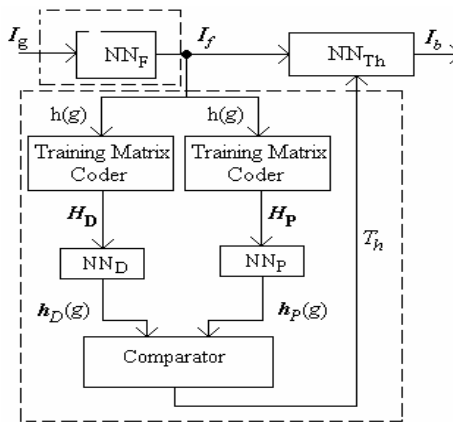 I_g NN_F I_f NN_Th I_b
h(g) h(g)
Training Matrix Training Matrix
Coder Coder
H_D H_P T_h
NN_D NN_P
h_D(g) h_P(g)
Comparator